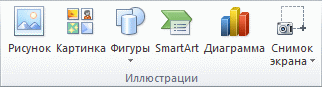 Рисунок Картинка Фигуры SmartArt Диаграмма Снимок
экрана
Иллюстрации